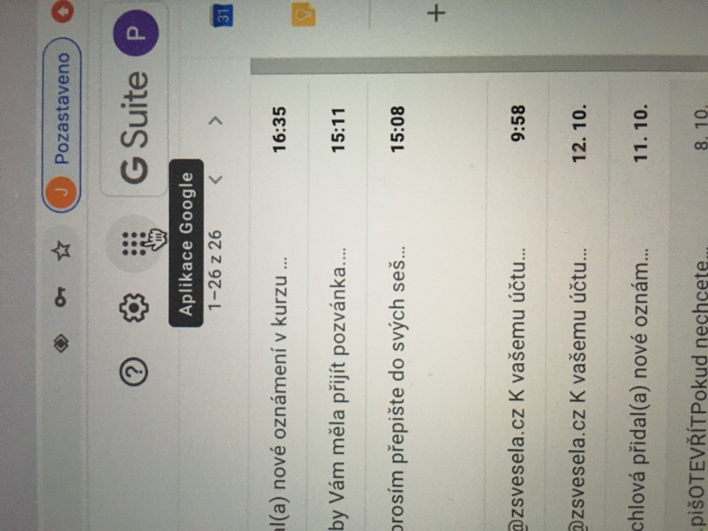 Pozastaveno
J
G Suite
P
Aplikace Google
1–26 z 26
31
l(a) nové oznámení v kurzu ...
16:35
by Vám měla přijít pozvánka....
15:11
prosím přepište do svých seš...
15:08
@zsvesela.cz K vašemu účtu...
9:58
@zsvesela.cz K vašemu účtu...
12. 10.
chlová přidal(a) nové oznám...
11. 10.
pišOTEVŘÍTPokud nechcete...
8. 10.